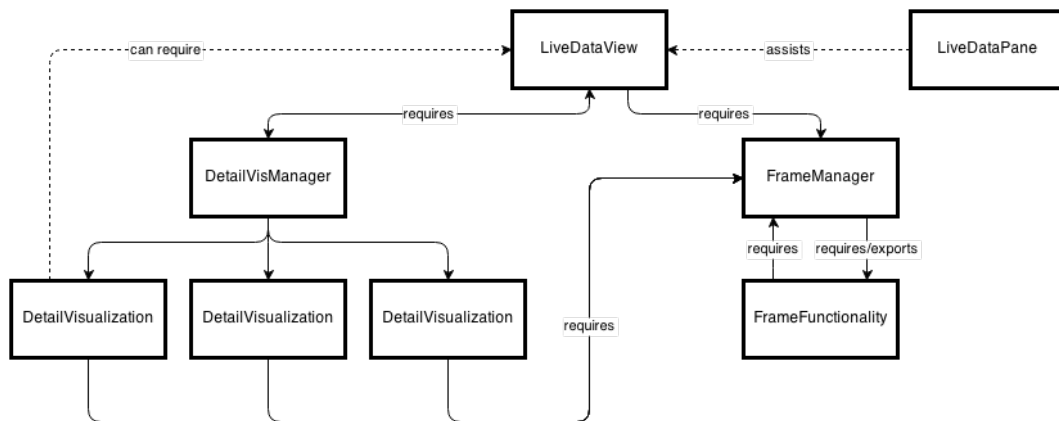 can require
LiveDataView
assists
LiveDataPane
requires
requires
DetailVisManager
FrameManager
requires
requires/exports
DetailVisualization
DetailVisualization
DetailVisualization
requires
FrameFunctionality